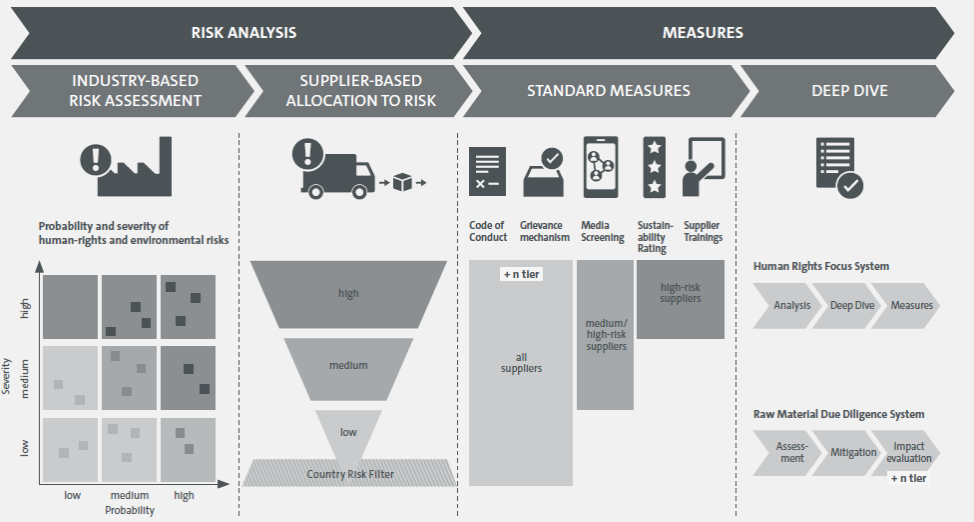 RISK ANALYSIS
MEASURES
INDUSTRY-BASED
RISK ASSESSMENT
SUPPLIER-BASED
ALLOCATION TO RISK
STANDARD MEASURES
DEEP DIVE
Probability and severity of
human-rights and environmental risks
Severity
high
medium
low
low
medium
high
Probability
high
medium
low
Country Risk Filter
Code of
Conduct
Grievance
mechanism
Media
Screening
Sustain-
ability
Rating
Supplier
Trainings
+ n tier
all
suppliers
medium/
high-risk
suppliers
high-risk
suppliers
Human Rights Focus System
Analysis
Deep Dive
Measures
Raw Material Due Diligence System
Assess-
ment
Mitigation
Impact
evaluation
+ n tier